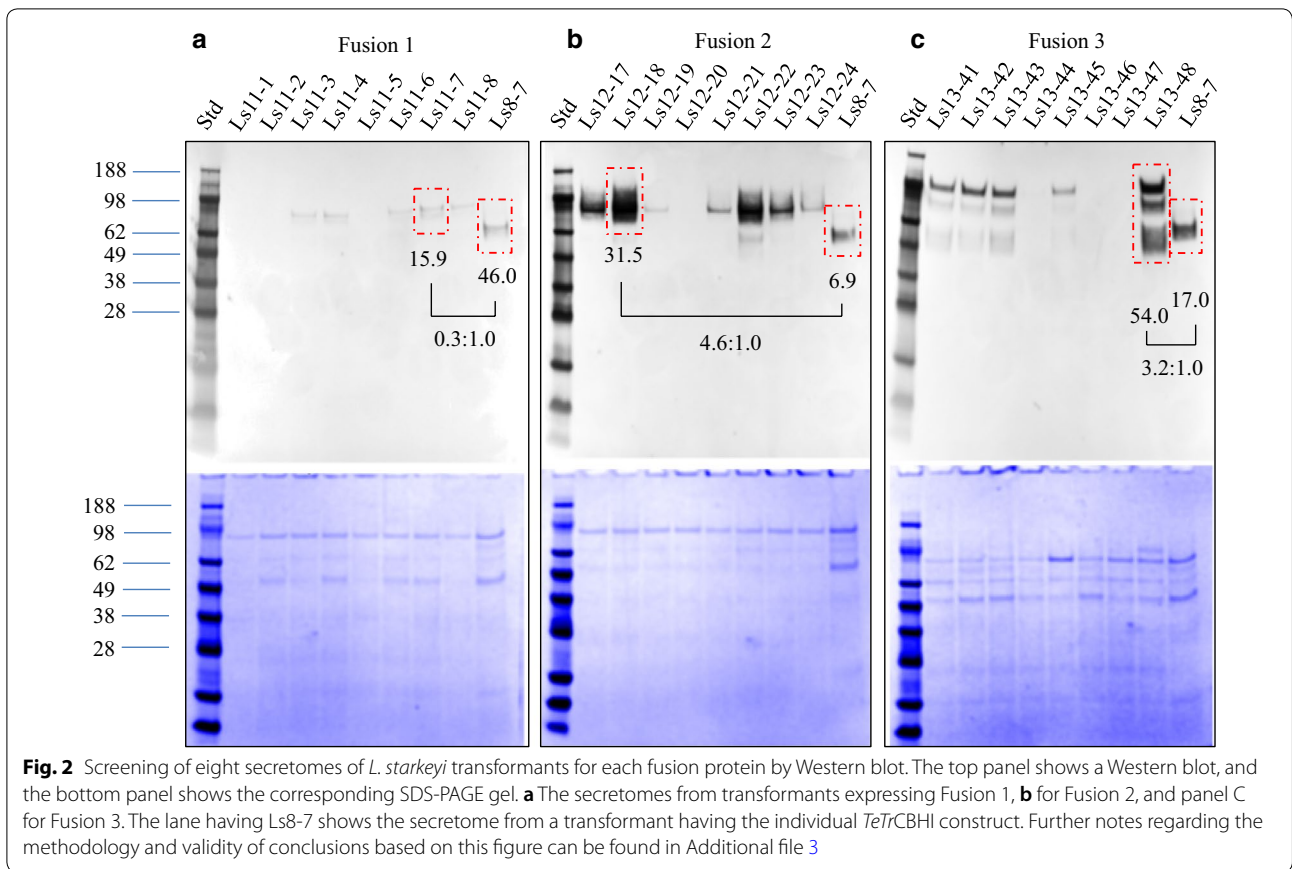 a
Fusion 1
b
Fusion 2
c
Fusion 3
Std Ls11-1 Ls11-2 Ls11-3 Ls11-4 Ls11-5 Ls11-6 Ls11-7 Ls11-8 Ls8-7
Std Ls12-17 Ls12-18 Ls12-19 Ls12-20 Ls12-21 Ls12-22 Ls12-23 Ls12-24 Ls8-7
Std Ls13-41 Ls13-42 Ls13-43 Ls13-44 Ls13-45 Ls13-46 Ls13-47 Ls13-48 Ls8-7
188
98
62
49
38
28
15.9
46.0
0.3:1.0
31.5
6.9
4.6:1.0
54.0
17.0
3.2:1.0
188
98
62
49
38
28
Fig. 2 Screening of eight secretomes of L. starkeyi transformants for each fusion protein by Western blot. The top panel shows a Western blot, and
the bottom panel shows the corresponding SDS-PAGE gel. a The secretomes from transformants expressing Fusion 1, b for Fusion 2, and panel C
for Fusion 3. The lane having Ls8-7 shows the secretome from a transformant having the individual TeTrCBHI construct. Further notes regarding the
methodology and validity of conclusions based on this figure can be found in Additional file 3